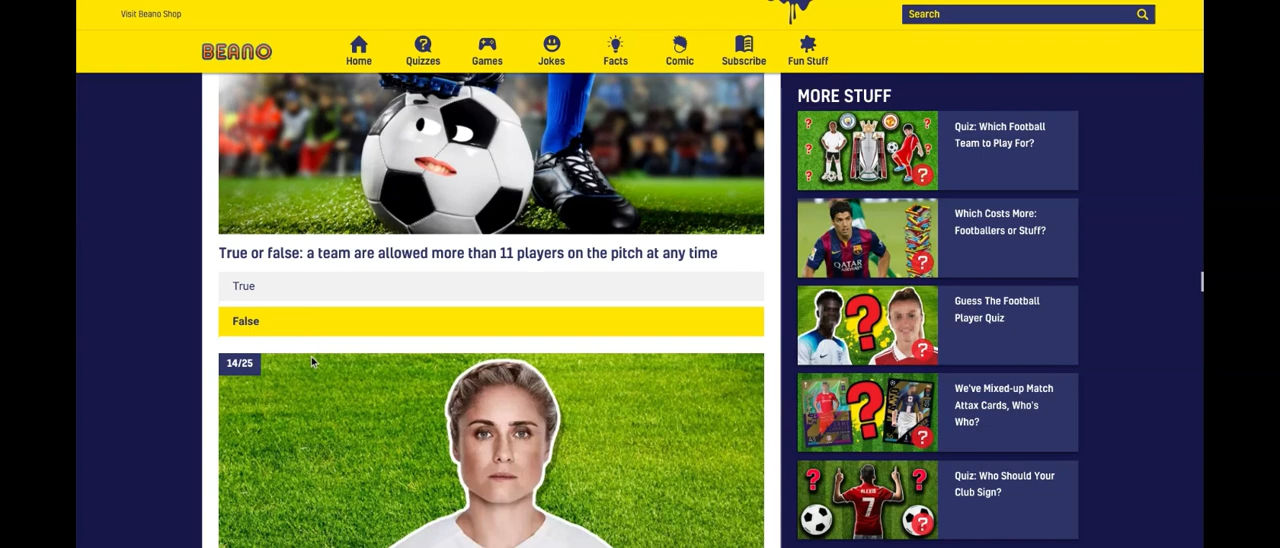 Visit Beano Shop
Search
BEANO
Home
Quizzes
Games
Jokes
Facts
Comic
Subscribe
Fun Stuff
MORE STUFF
Quiz: Which Football
Team to Play For?
QATAR
Which Costs More:
Footballers or Stuff?
Guess The Football
Player Quiz
We've Mixed-up Match
Attax Cards, Who's
Who?
ALEXIS
7
Quiz: Who Should Your
Club Sign?
True or false: a team are allowed more than 11 players on the pitch at any time
True
False
14/25